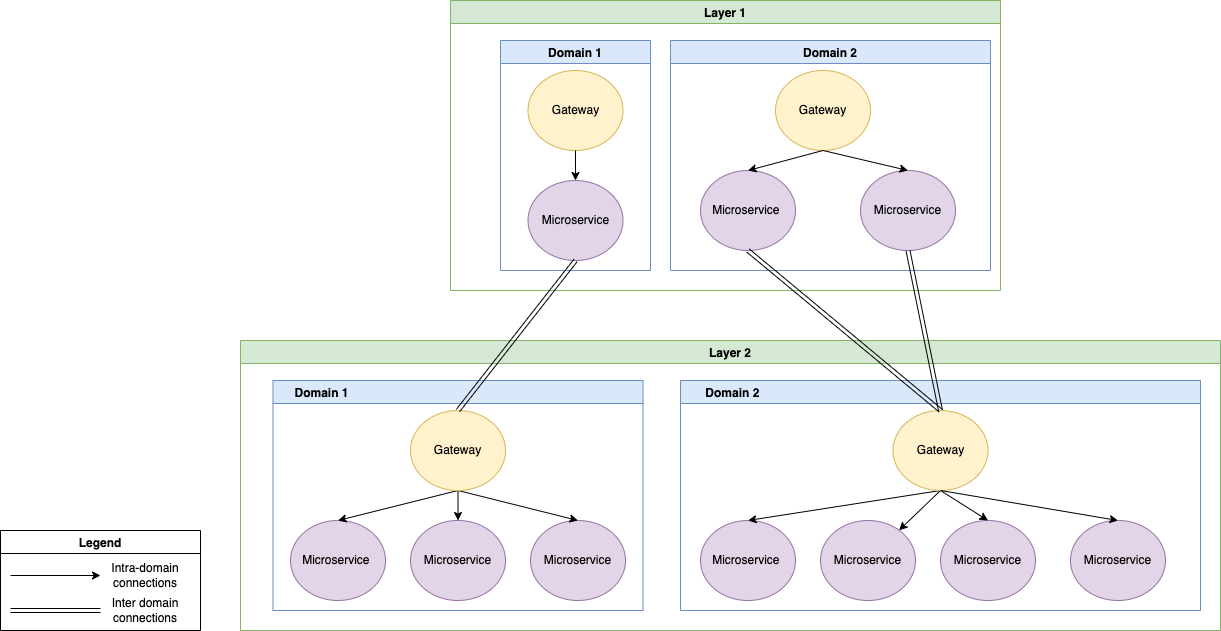 Layer 1
Domain 1
Domain 2
Gateway
Gateway
Microservice
Microservice
Microservice
Layer 2
Domain 1
Domain 2
Gateway
Gateway
Microservice
Microservice
Microservice
Microservice
Microservice
Microservice
Microservice
Legend
Intra-domain
connections
Inter domain
connections